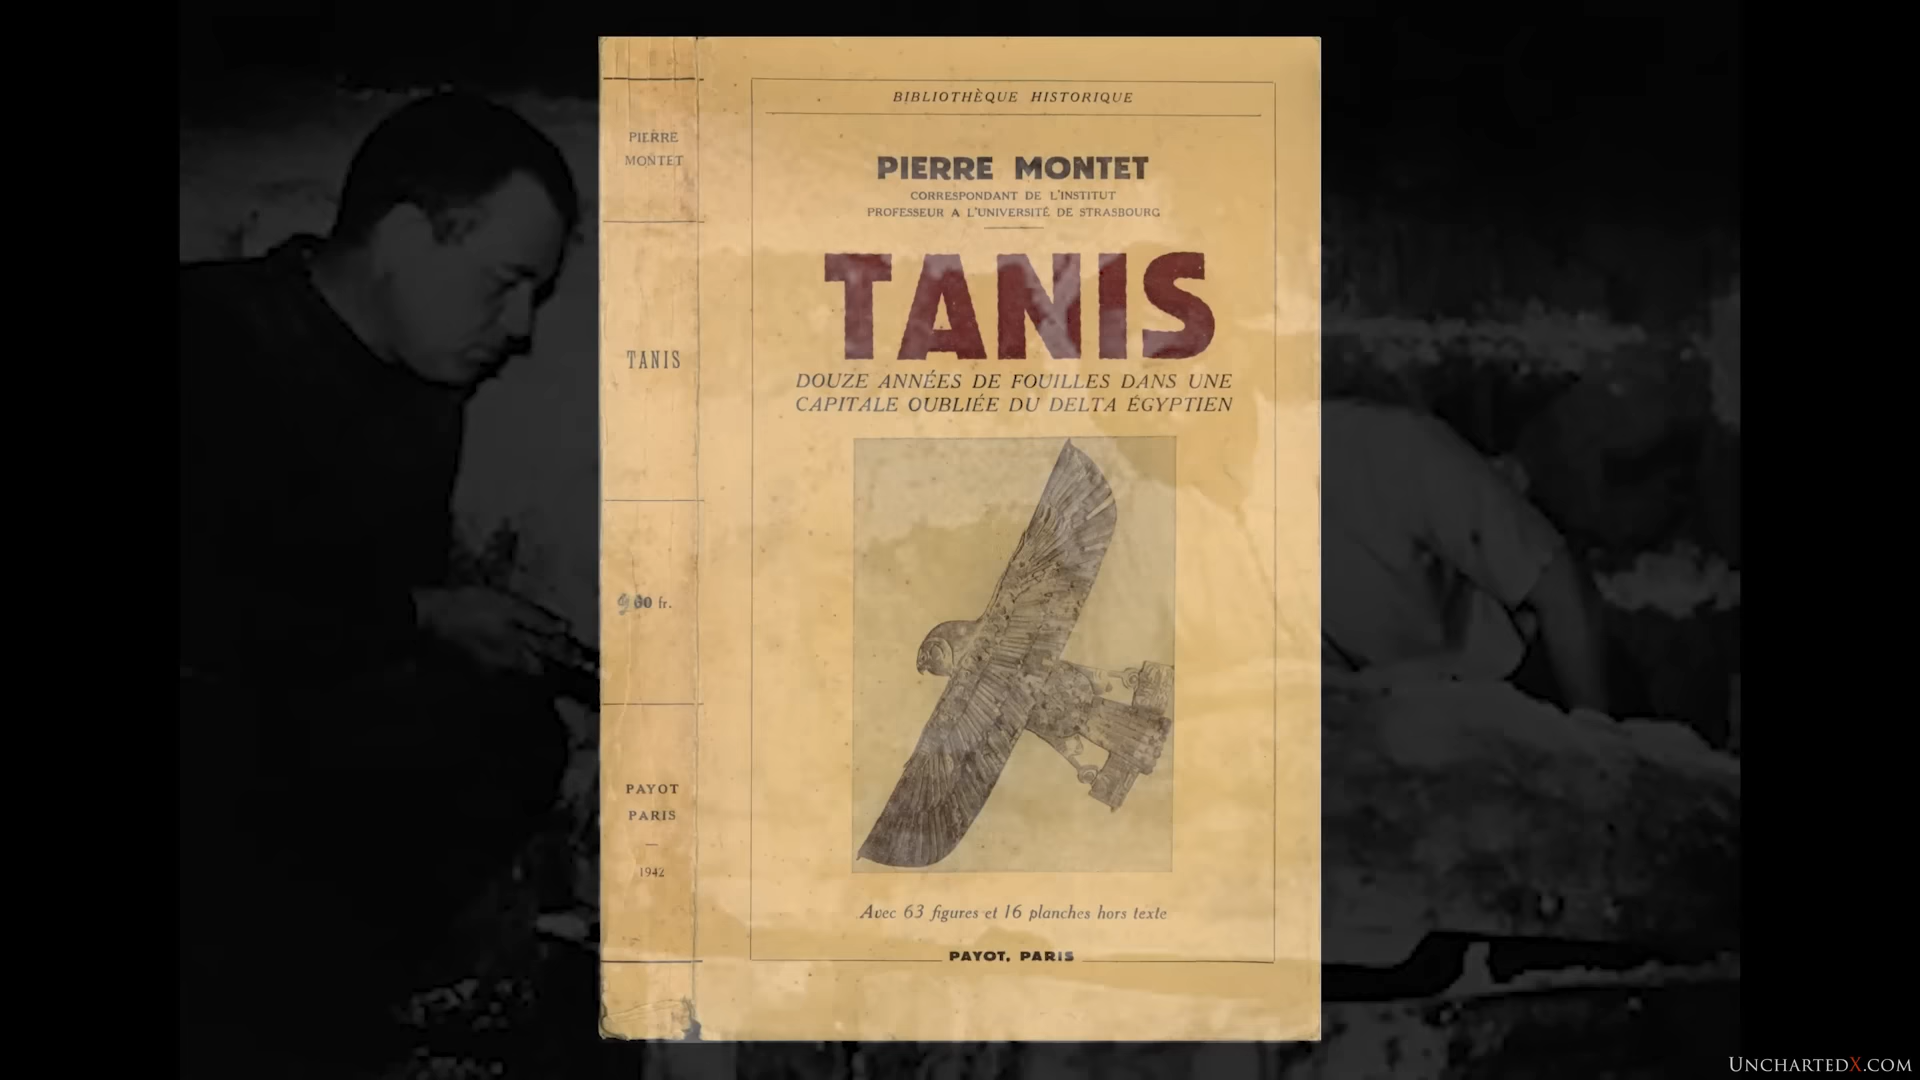 PIERRE
MONTET
TANIS
60 fr.
PAYOT
PARIS
—
1942
BIBLIOTHÈQUE HISTORIQUE
PIERRE MONTET
CORRESPONDANT DE L'INSTITUT
PROFESSEUR A L'UNIVERSITÉ DE STRASBOURG
TANIS
DOUZE ANNÉES DE FOUILLES DANS UNE
CAPITALE OUBLIÉE DU DELTA ÉGYPTIEN
Avec 63 figures et 16 planches hors texte
PAYOT, PARIS
UNCHARTEDX.COM